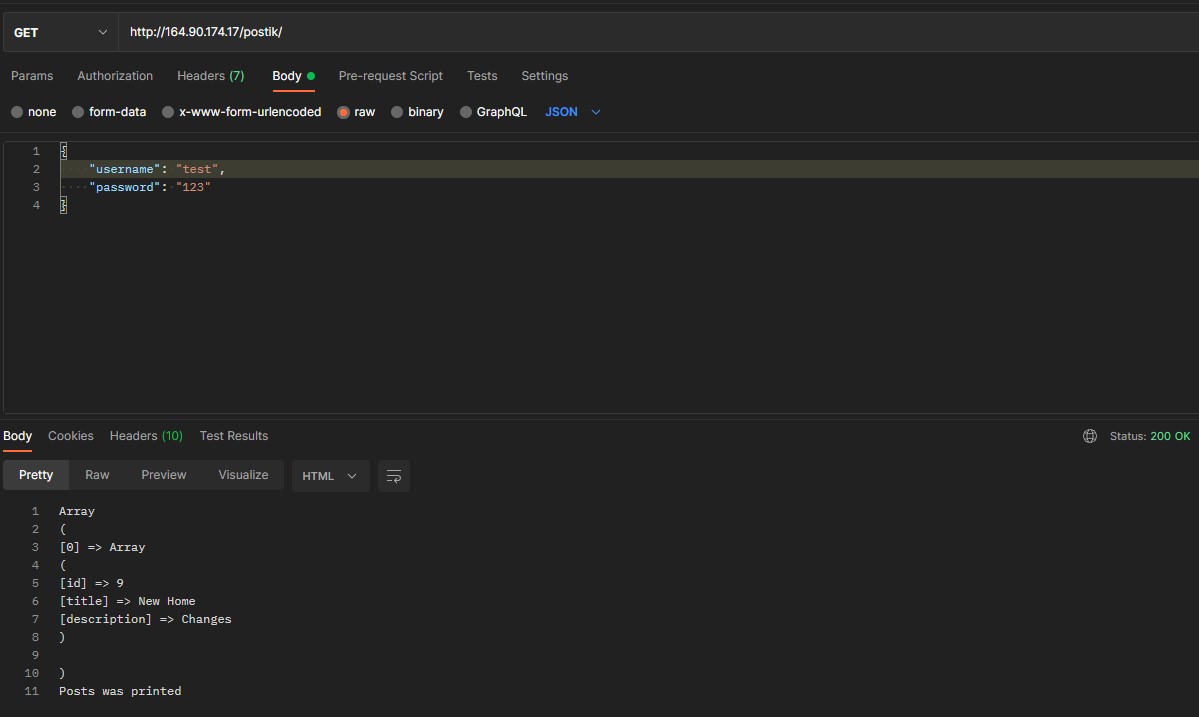 GET http://164.90.174.17/postik/
Params Authorization Headers (7) Body Pre-request Script Tests Settings
none form-data x-www-form-urlencoded raw binary GraphQL JSON
1 {
2 "username": "test",
3 "password": "123"
4 }
Body Cookies Headers (10) Test Results Status: 200 OK
Pretty Raw Preview Visualize HTML
1 Array
2 (
3 [0] => Array
4 (
5 [id] => 9
6 [title] => New Home
7 [description] => Changes
8 )
9
10 )
11 Posts was printed